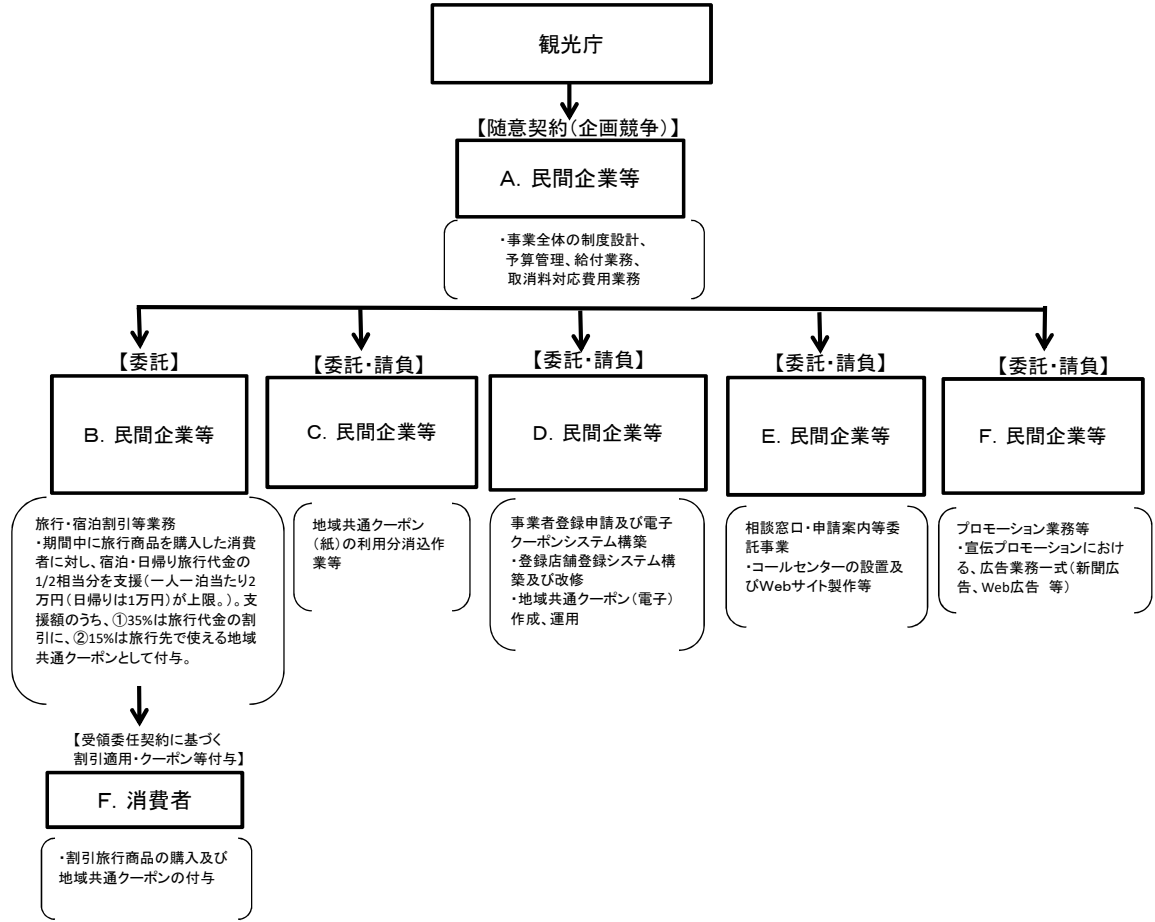 観光庁
【随意契約（企画競争）】
A. 民間企業等
・事業全体の制度設計、
予算管理、給付業務、
取消料対応費用業務
【委託】
B. 民間企業等
旅行・宿泊割引等業務
・期間中に旅行商品を購入した消費
者に対し、宿泊・日帰り旅行代金の
1/2相当分を支援（一人一泊当たり2
万円（日帰りは1万円）が上限。）。支
援額のうち、①35%は旅行代金の割
引に、②15%は旅行先で使える地域
共通クーポンとして付与。
【委託・請負】
C. 民間企業等
地域共通クーポン
（紙）の利用分消込作
業等
【委託・請負】
D. 民間企業等
事業者登録申請及び電子
クーポンシステム構築
・登録店舗登録システム構
築及び改修
・地域共通クーポン（電子）
作成、運用
【委託・請負】
E. 民間企業等
相談窓口・申請案内等委
託事業
・コールセンターの設置及
びWebサイト製作等
【委託・請負】
F. 民間企業等
プロモーション業務等
・宣伝プロモーションにおけ
る、広告業務一式（新聞広
告、Web広告 等）
【受領委任契約に基づく
割引適用・クーポン等付与】
F. 消費者
・割引旅行商品の購入及び
地域共通クーポンの付与